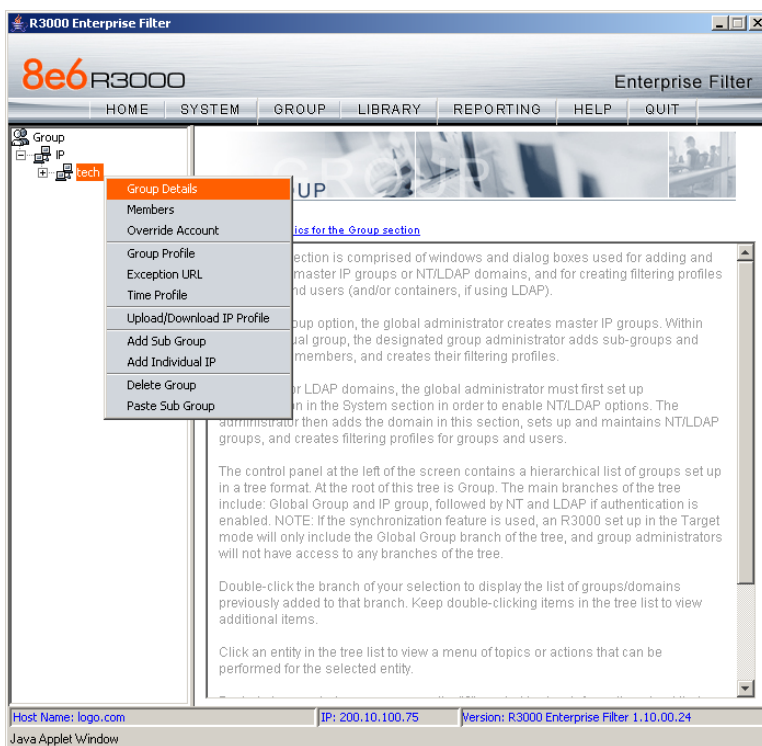 R3000 Enterprise Filter
8e6 R3000
Enterprise Filter
HOME SYSTEM GROUP LIBRARY REPORTING HELP QUIT
Group
IP
tech
Group Details
Members
Override Account
Group Profile
Exception URL
Time Profile
Upload/Download IP Profile
Add Sub Group
Add Individual IP
Delete Group
Paste Sub Group
GROUP
UP
ics for the Group section
ection is comprised of windows and dialog boxes used for adding and
master IP groups or NT/LDAP domains, and for creating filtering profiles
nd users (and/or containers, if using LDAP).
oup option, the global administrator creates master IP groups. Within
ual group, the designated group administrator adds sub-groups and
members, and creates their filtering profiles.
or LDAP domains, the global administrator must first set up
on in the System section in order to enable NT/LDAP options. The
administrator then adds the domain in this section, sets up and maintains NT/LDAP
groups, and creates filtering profiles for groups and users.
The control panel at the left of the screen contains a hierarchical list of groups set up
in a tree format. At the root of this tree is Group. The main branches of the tree
include: Global Group and IP group, followed by NT and LDAP if authentication is
enabled. NOTE: If the synchronization feature is used, an R3000 set up in the Target
mode will only include the Global Group branch of the tree, and group administrators
will not have access to any branches of the tree.
Double-click the branch of your selection to display the list of groups/domains
previously added to that branch. Keep double-clicking items in the tree list to view
additional items.
Click an entity in the tree list to view a menu of topics or actions that can be
performed for the selected entity.
Host Name: logo.com
IP: 200.10.100.75
Version: R3000 Enterprise Filter 1.10.00.24
Java Applet Window